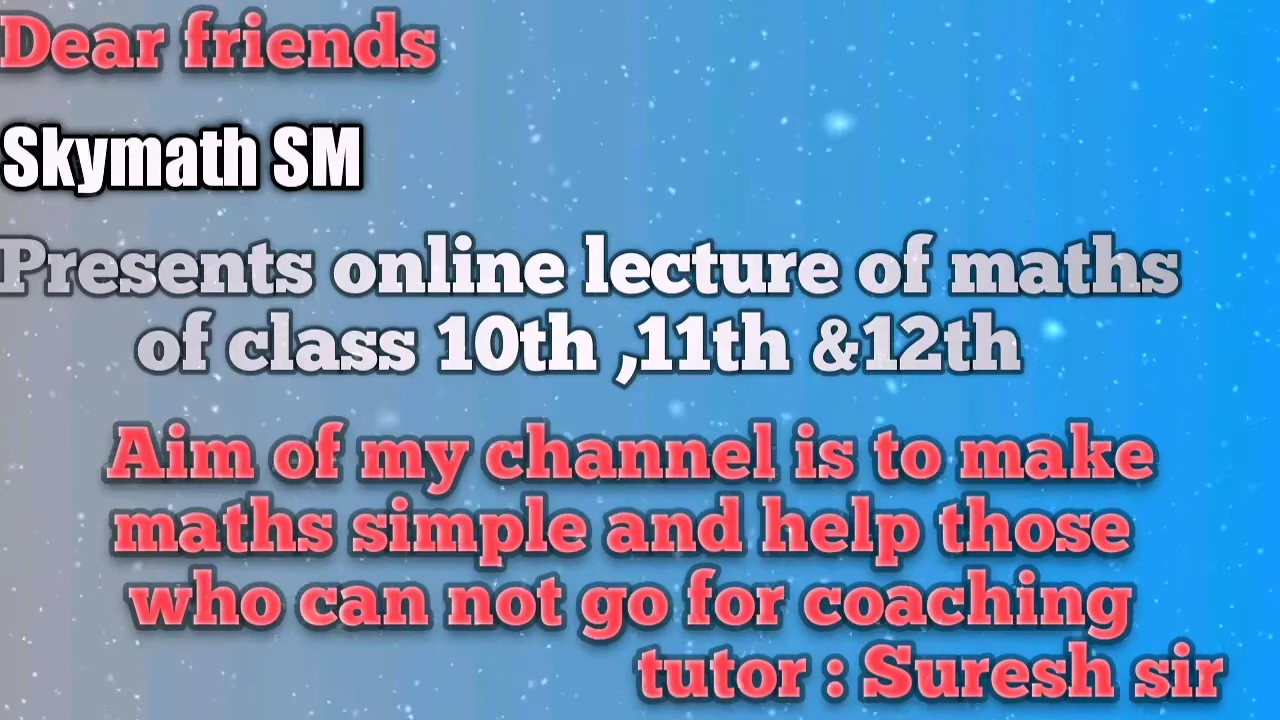 Dear friends
Skymath SM
Presents online lecture of maths
of class 10th ,11th &12th
Aim of my channel is to make
maths simple and help those
who can not go for coaching
tutor : Suresh sir